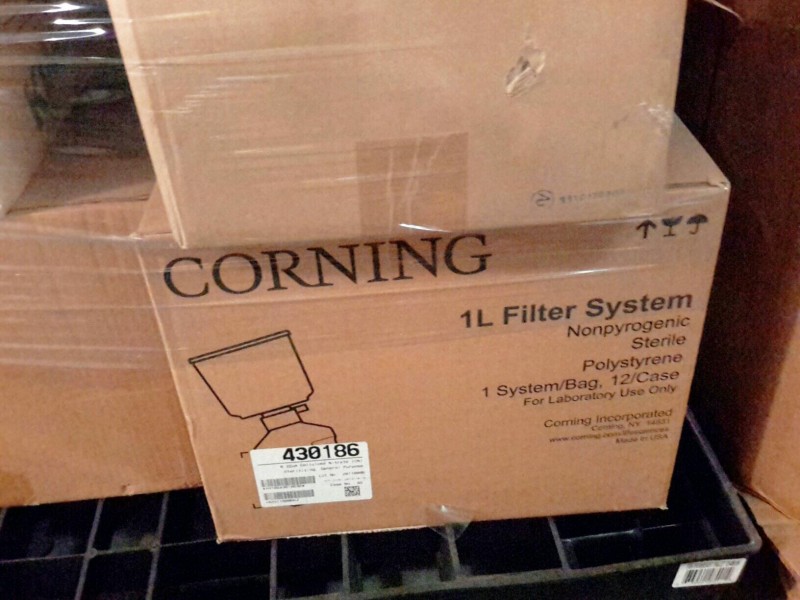 CORNING
1L Filter System
Nonpyrogenic
Sterile
Polystyrene
1 System/Bag, 12/Case
For Laboratory Use Only
Corning Incorporated
Corning, NY
Made in USA
430186